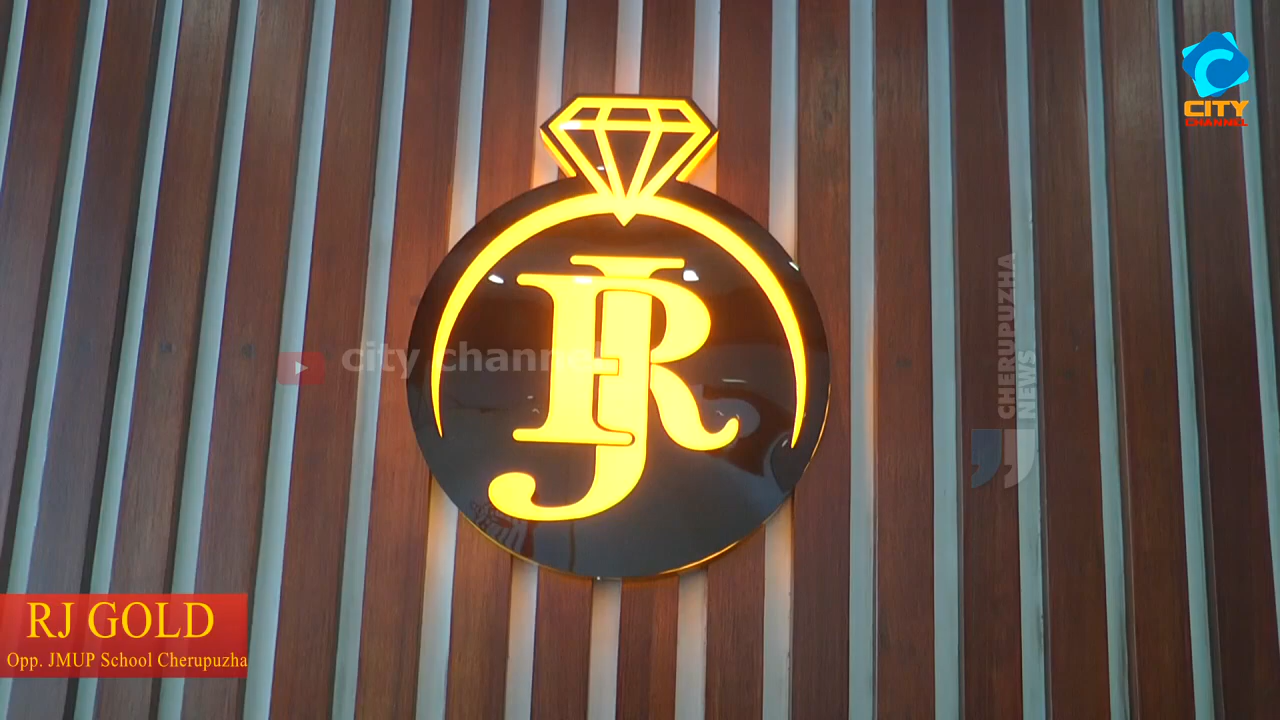 CITY
CHANNEL
RJ
city channel
CHERUPUZHA
NEWS
RJ GOLD
Opp. JMUP School Cherupuzha